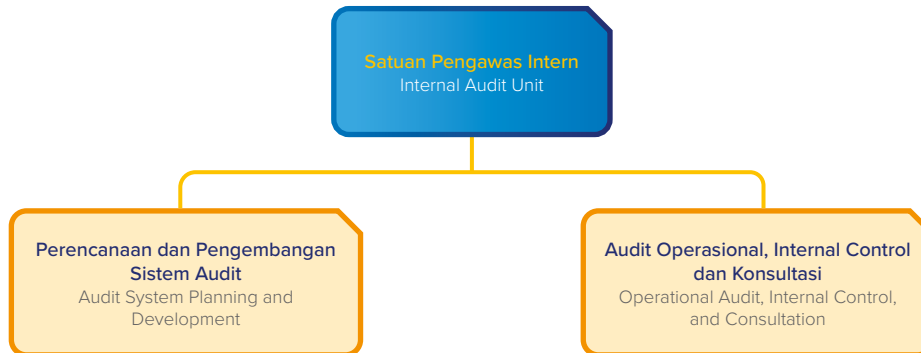 Satuan Pengawas Intern
Internal Audit Unit
Perencanaan dan Pengembangan
Sistem Audit
Audit System Planning and
Development
Audit Operasional, Internal Control
dan Konsultasi
Operational Audit, Internal Control,
and Consultation